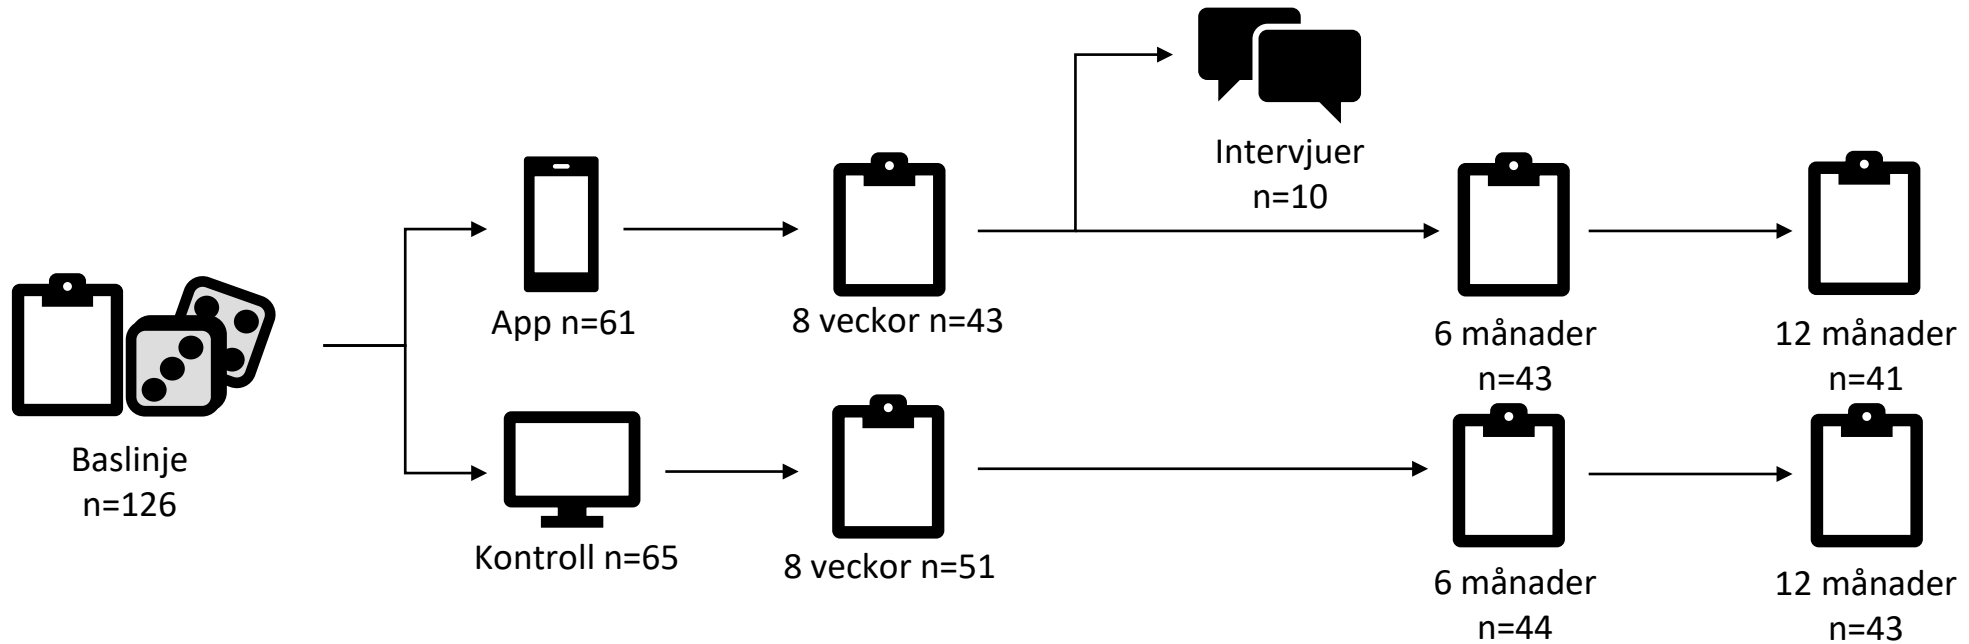 Baslinje
n=126
App n=61
8 veckor n=43
Intervjuer
n=10
6 månader
n=43
12 månader
n=41
Kontroll n=65
8 veckor n=51
6 månader
n=44
12 månader
n=43